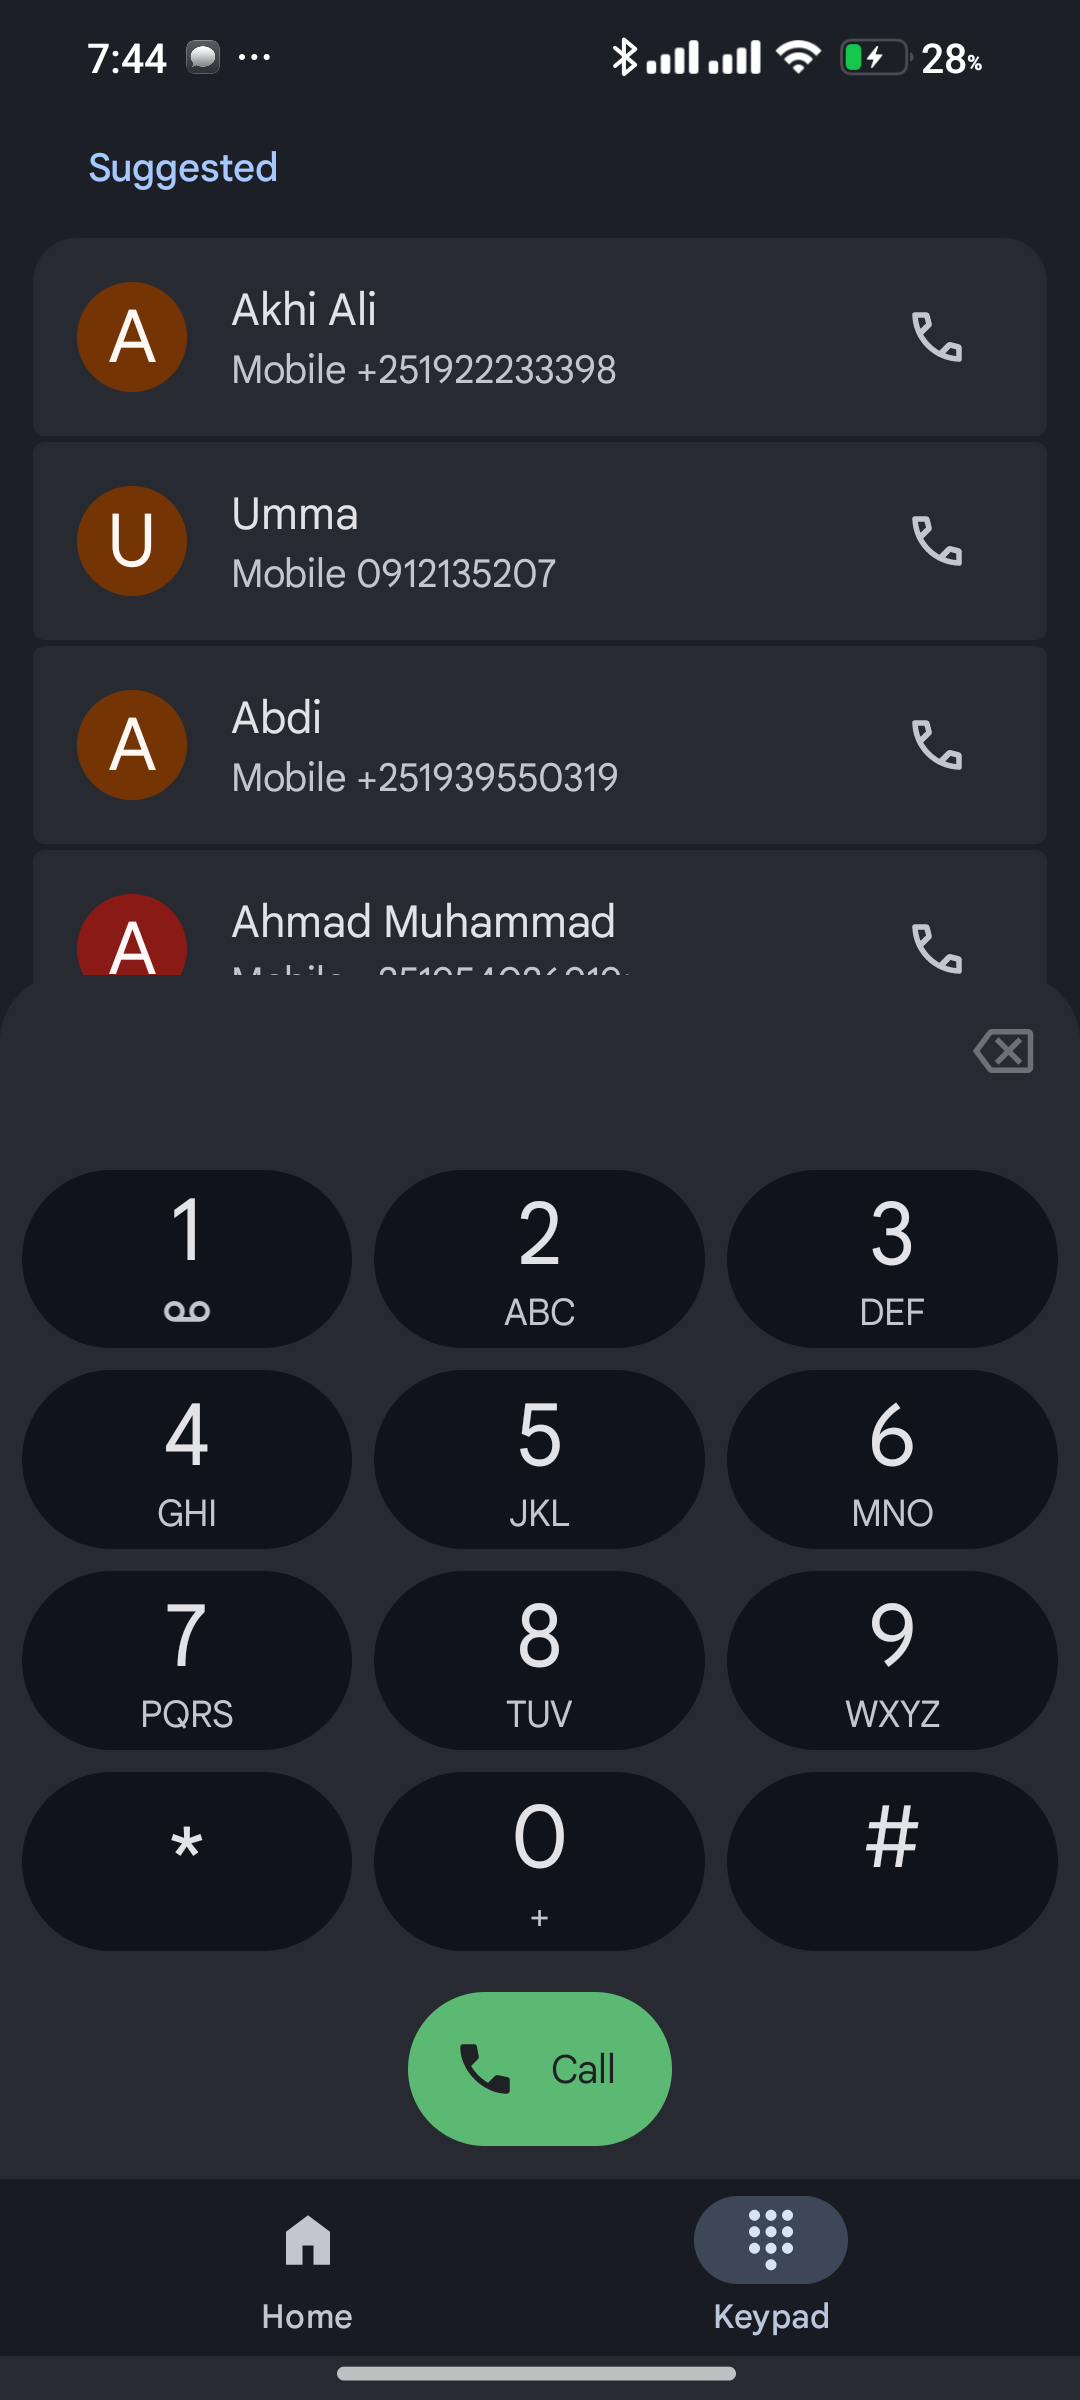 7:44 ... 28%
Suggested
A Akhi Ali
Mobile +251922233398
U Umma
Mobile 0912135207
A Abdi
Mobile +251939550319
A Ahmad Muhammad
Mobile
1 2 3
ABC DEF
4 5 6
GHI JKL MNO
7 8 9
PQRS TUV WXYZ
* 0 #
+
Call
Home Keypad